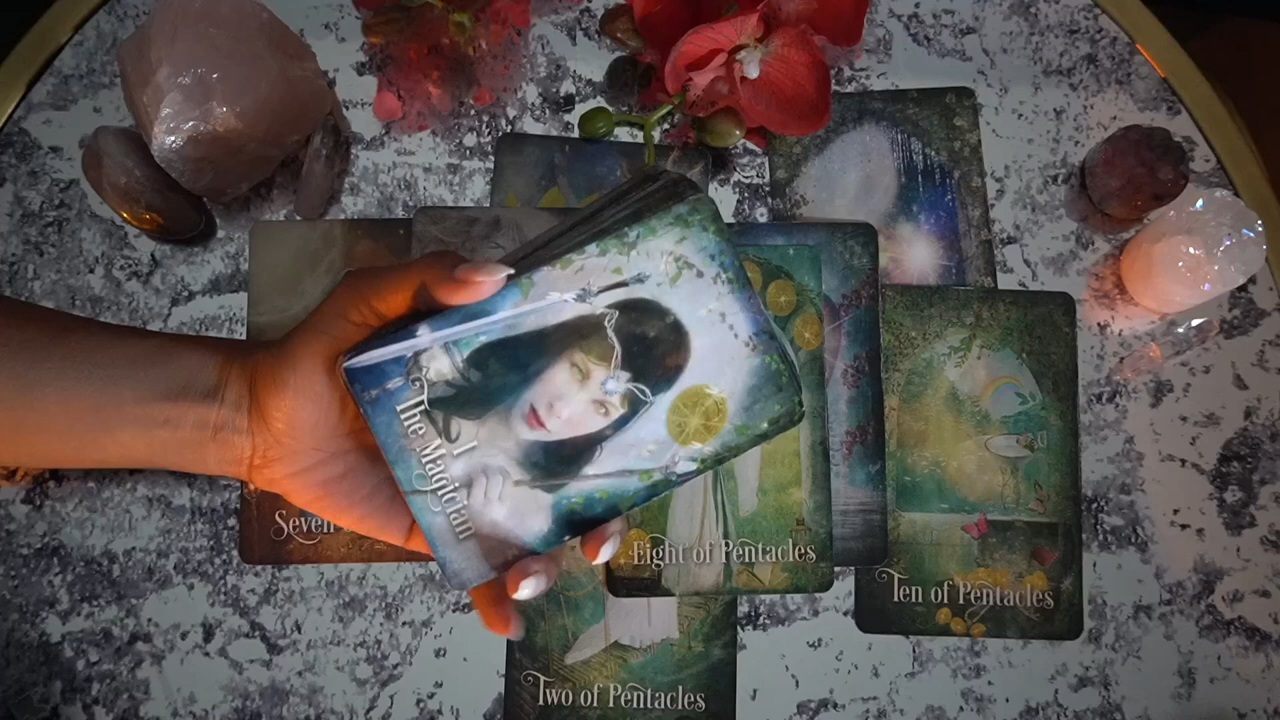 I
The Magician
Seven
Eight of Pentacles
Ten of Pentacles
Two of Pentacles